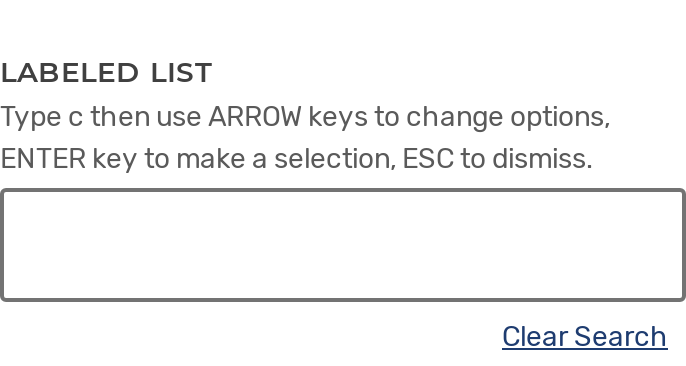 LABELED LIST
Type c then use ARROW keys to change options,
ENTER key to make a selection, ESC to dismiss.
Clear Search